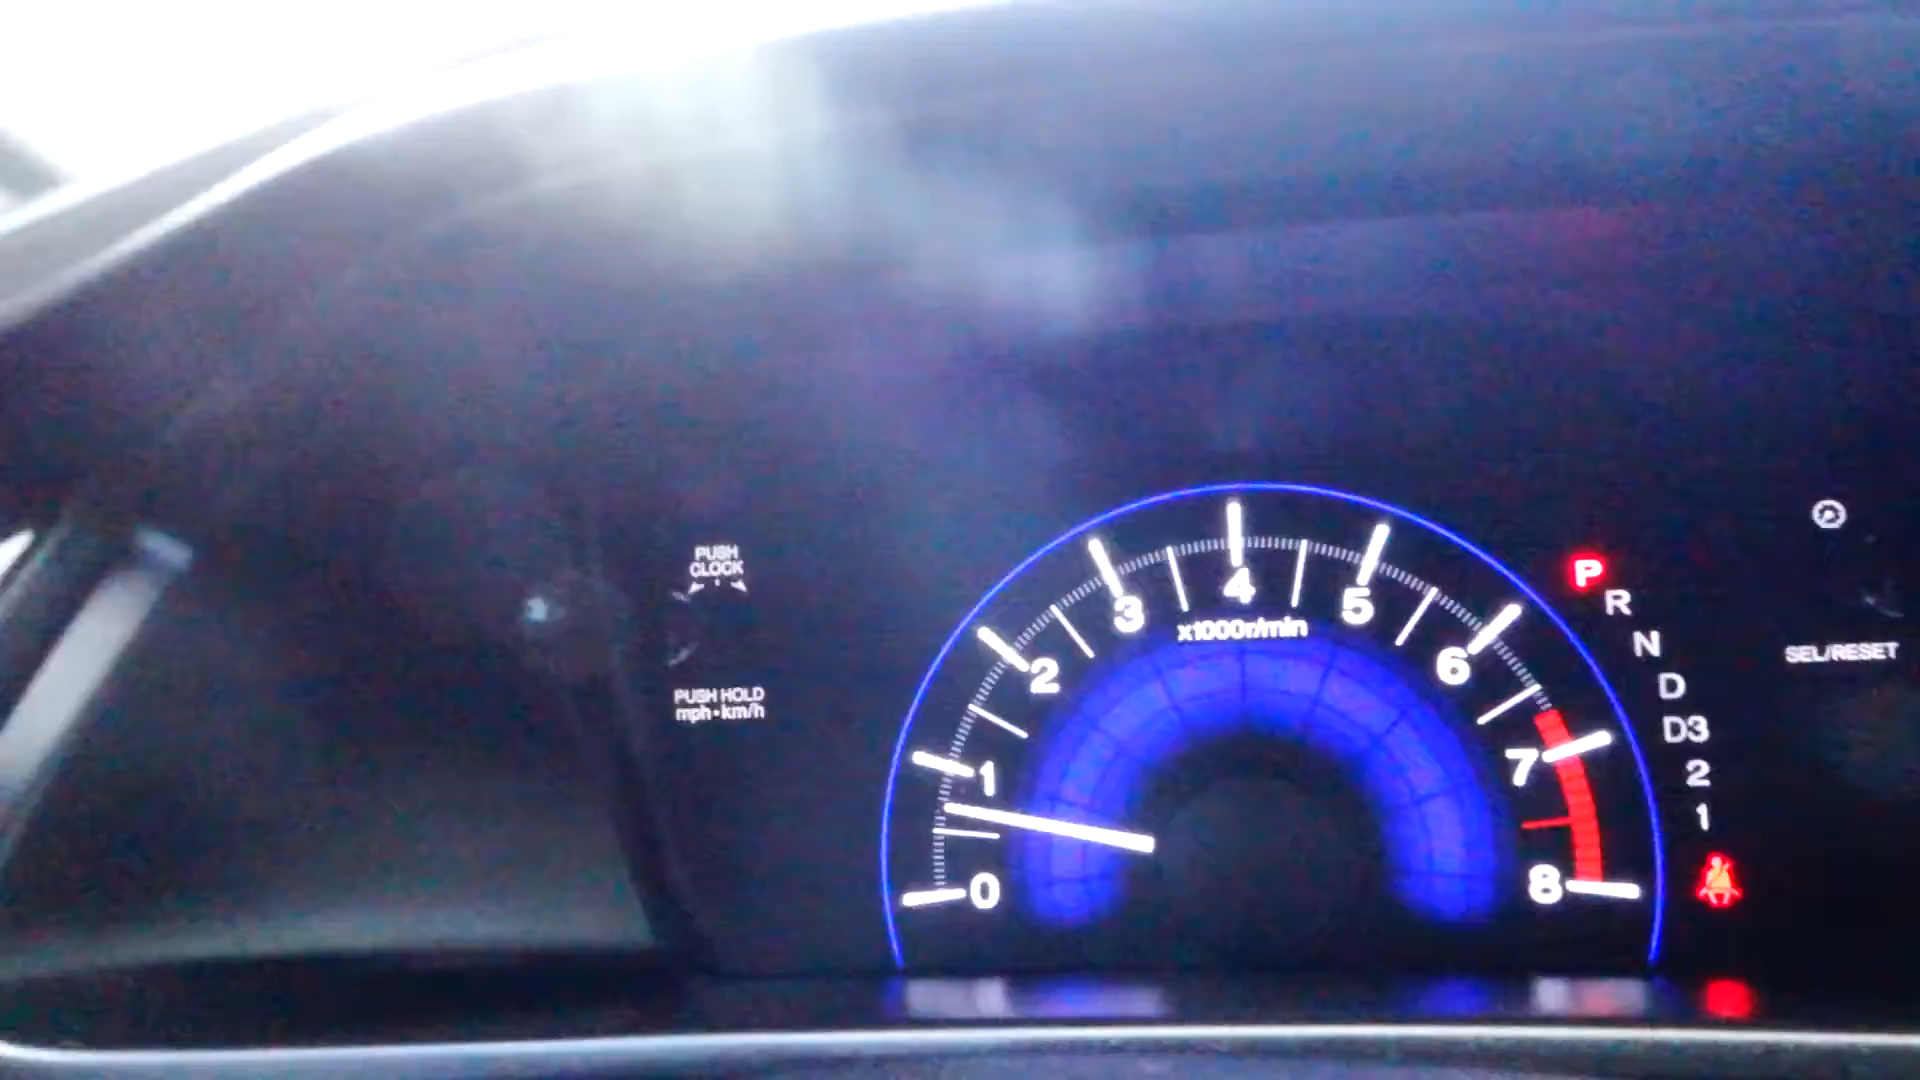 PUSH
CLOCK
PUSH HOLD
mph•km/h
0
1
2
3
4
5
6
7
8
x1000r/min
P
R
N
D
D3
2
1
SEL/RESET